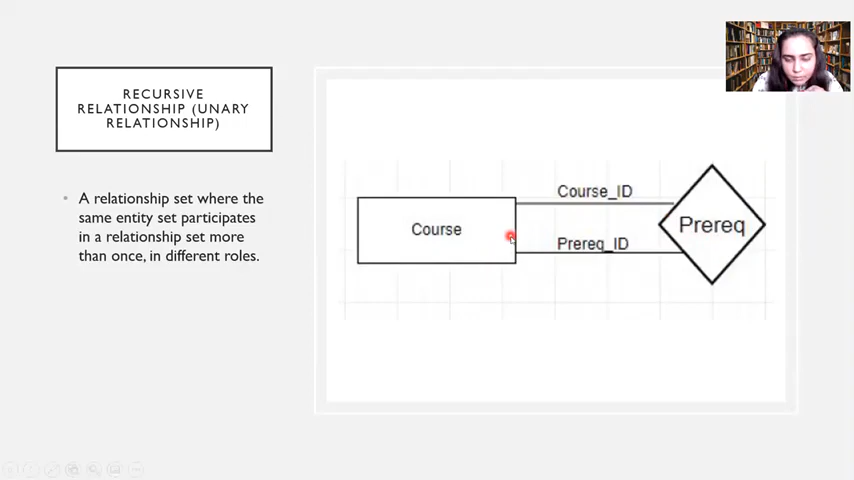 RECURSIVE
RELATIONSHIP (UNARY
RELATIONSHIP)
• A relationship set where the
same entity set participates
in a relationship set more
than once, in different roles.
Course
Course_ID
Prereq_ID
Prereq